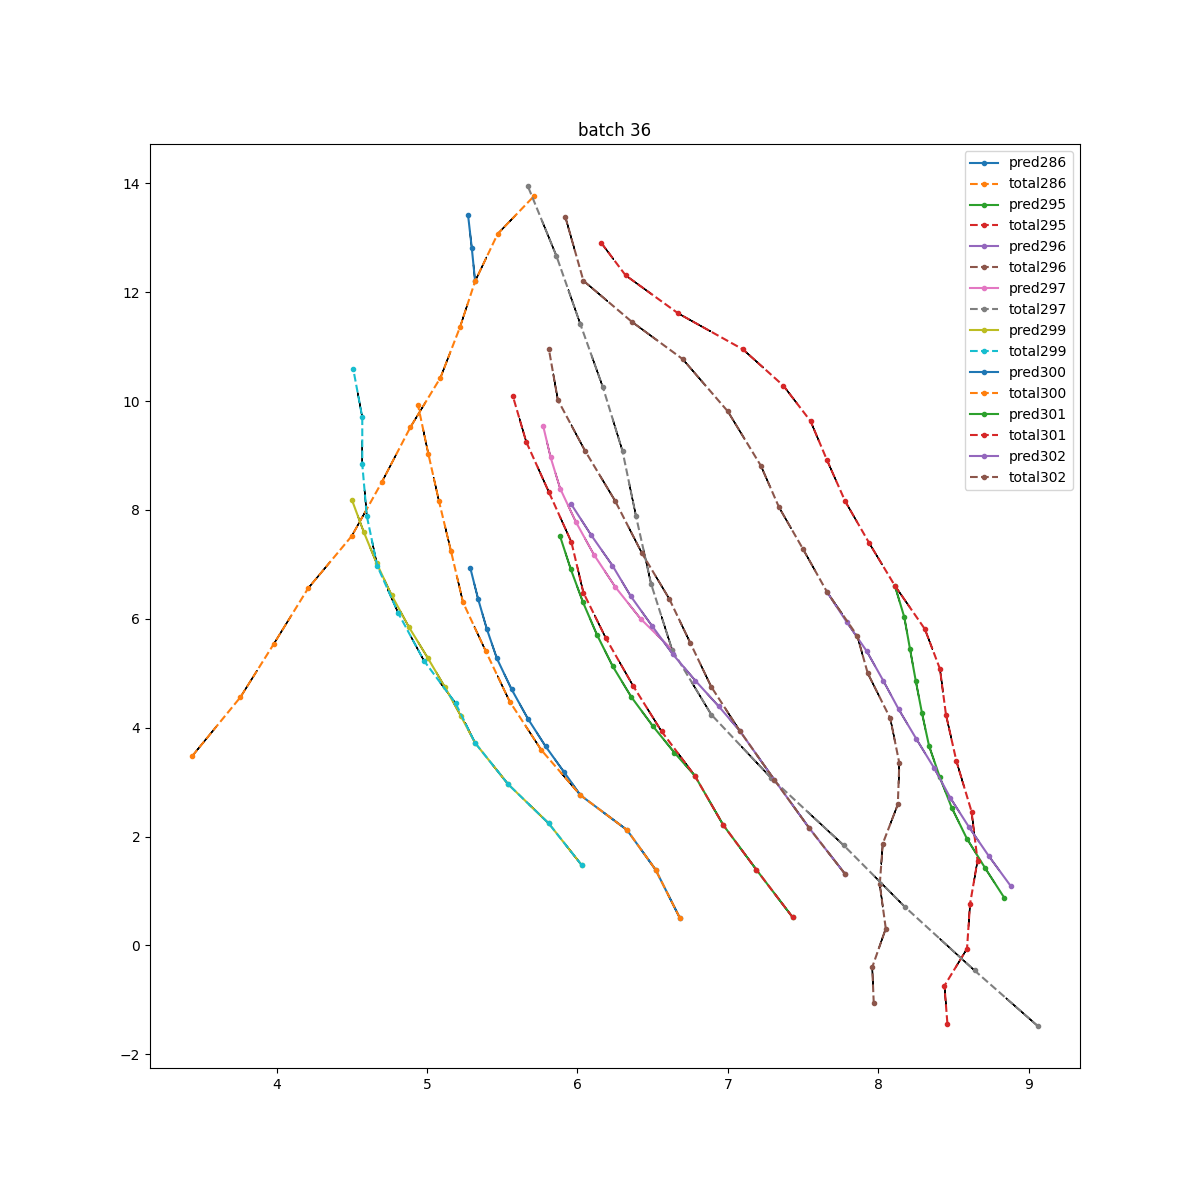 batch 36
pred286
total286
pred295
total295
pred296
total296
pred297
total297
pred299
total299
pred300
total300
pred301
total301
pred302
total302
14
12
10
8
6
4
2
0
−2
4 5 6 7 8 9